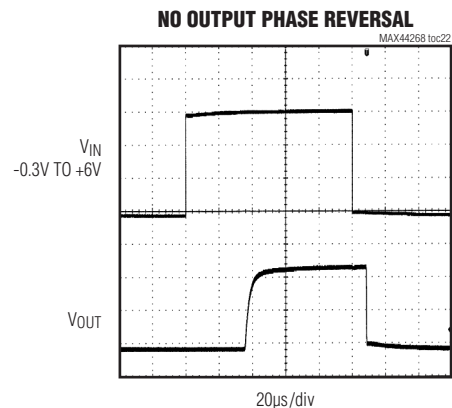 NO OUTPUT PHASE REVERSAL
MAX44268 toc22
VIN
-0.3V TO +6V
VOUT
20µs/div